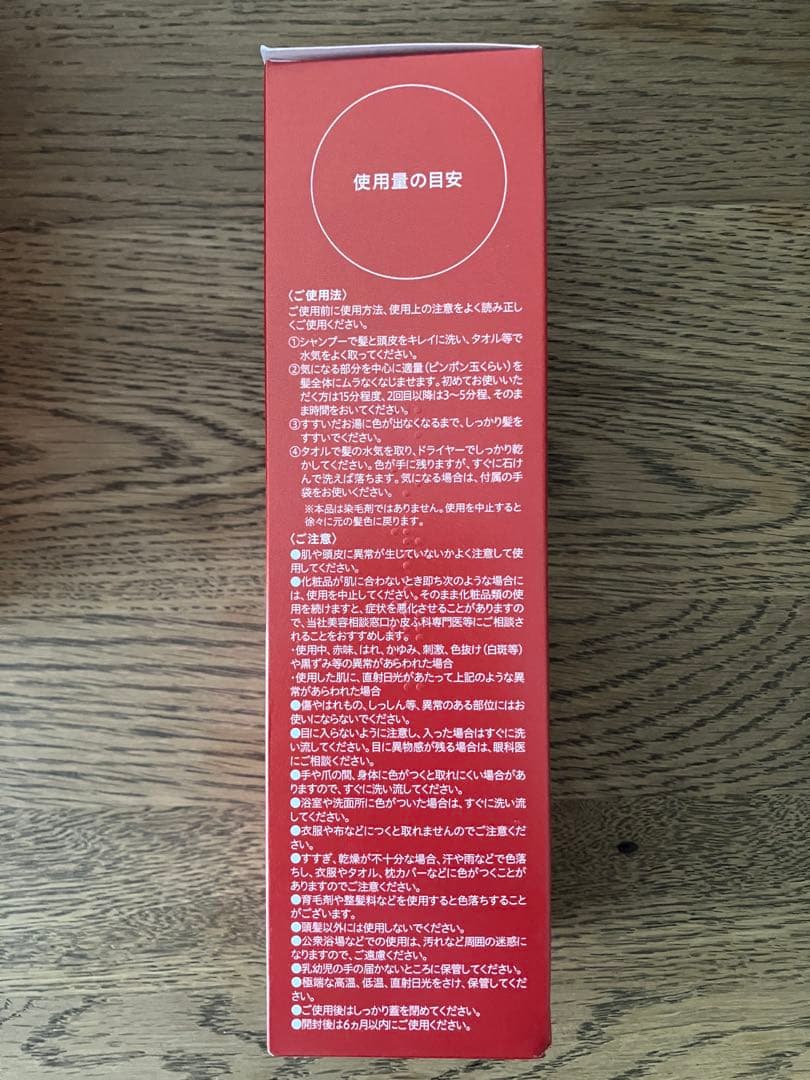 使用量の目安
〈ご使用法〉
ご使用前に使用方法、使用上の注意をよく読み正し
くご使用ください。
①シャンプーで髪と頭皮をキレイに洗い、タオル等で
水気をよく取ってください。
②気になる部分を中心に適量(ピンポン玉くらい)を
髪全体にムラなくなじませます。初めてお使いいた
だく方は15分程度、2回目以降は3〜5分程、そのま
ま時間をおいてください。
③すすいだお湯に色が出なくなるまで、しっかり髪を
すすいでください。
④タオルで髪の水気を取り、ドライヤーでしっかり乾
かしてください。色が手に残りますが、すぐに石け
んで洗えば落ちます。気になる場合は、付属の手
袋をお使いください。
※本品は染毛剤ではありません。使用を中止すると
徐々に元の髪色に戻ります。
〈ご注意〉
●肌や頭皮に異常が生じていないかよく注意して使
用してください。
●化粧品が肌に合わないとき即ち次のような場合に
は、使用を中止してください。そのまま化粧品類の使
用を続けますと、症状を悪化させることがありますの
で、当社美容相談窓口か皮ふ科専門医等にご相談さ
れることをおすすめします。
・使用中、赤味、はれ、かゆみ、刺激、色抜け(白斑等)
や黒ずみ等の異常があらわれた場合
・使用した肌に、直射日光があたって上記のような異
常があらわれた場合
●傷やはれもの、しっしん等、異常のある部位にはお
使いにならないでください。
●目に入らないように注意し、入った場合はすぐに洗
い流してください。目に異物感が残る場合は、眼科医
にご相談ください。
●手や爪の間、身体に色がつくと取れにくい場合があ
りますので、すぐに洗い流してください。
●浴室や洗面所に色がついた場合は、すぐに洗い流
してください。
●衣服や布などにつくと取れませんのでご注意くだ
さい。
●すすぎ、乾燥が不十分な場合、汗や雨などで色落
ちし、衣服やタオル、枕カバーなどに色がつくことが
ありますのでご注意ください。
●育毛剤や整髪料などを使用すると色落ちすること
がございます。
●頭髪以外には使用しないでください。
●公衆浴場などでの使用は、汚れなど周囲の迷惑に
なりますので、ご遠慮ください。
●乳幼児の手の届かないところに保管してください。
●極端な高温、低温、直射日光をさけ、保管してくだ
さい。
●ご使用後はしっかり蓋を閉めてください。
●開封後は6ヵ月以内にご使用ください。